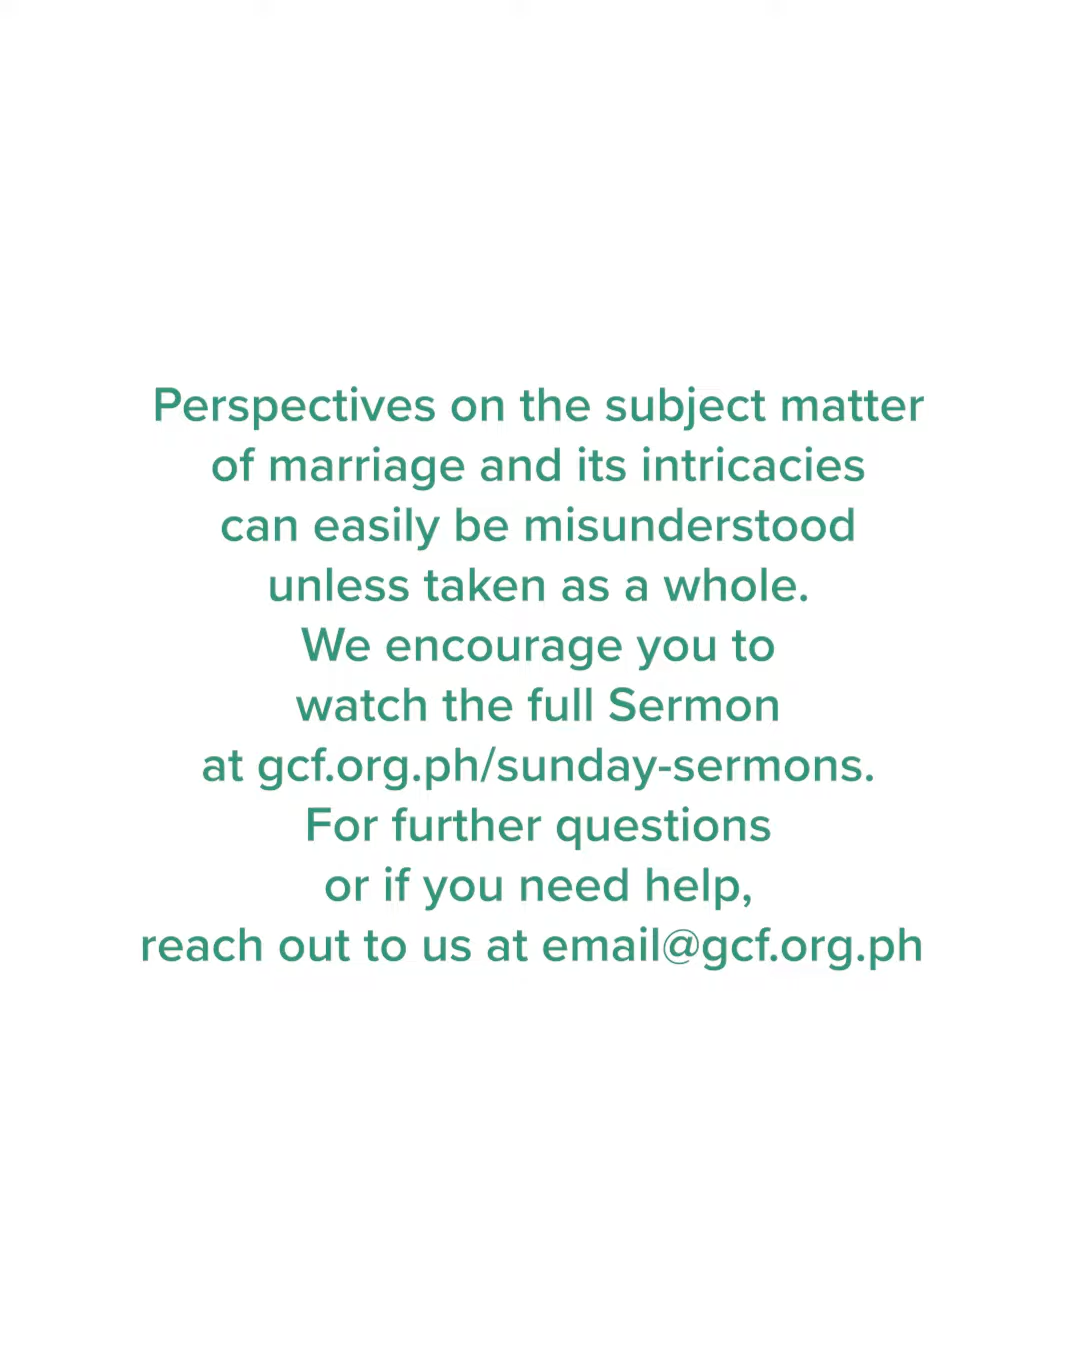 Perspectives on the subject matter
of marriage and its intricacies
can easily be misunderstood
unless taken as a whole.
We encourage you to
watch the full Sermon
at gcf.org.ph/sunday-sermons.
For further questions
or if you need help,
reach out to us at email@gcf.org.ph